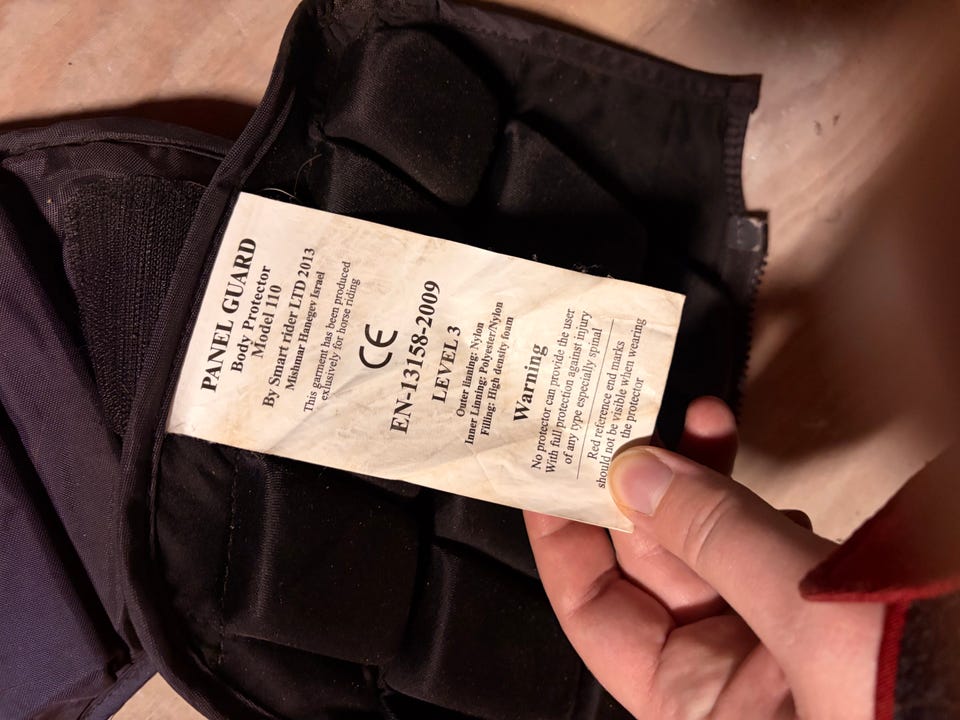 PANEL GUARD
Body Protector
Model 110
By Smart rider LTD 2013
Mishmar Hanegev Israel
This garment has been produced
exlusively for horse riding
CE
EN-13158-2009
LEVEL 3
Outer linning: Nylon
Inner Linning: Polyester/Nylon
Filling: High density foam
Warning
No protector can provide the user
With full protection against injury
of any type especially spinal
Red reference end marks
should not be visible when wearing
the protector